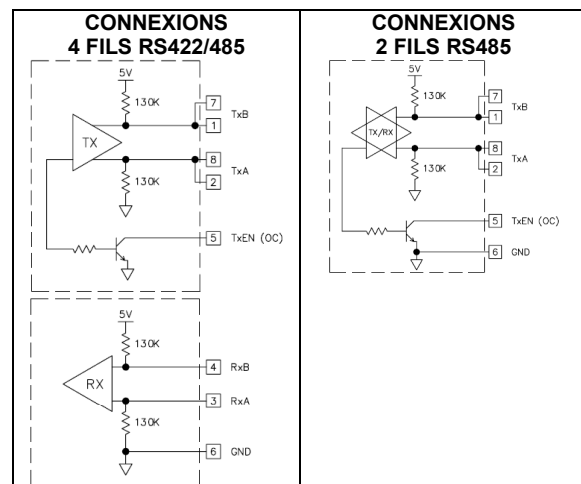 CONNEXIONS
4 FILS RS422/485
5V
130K
7
TxB
1
TX
8
TxA
130K
2
5
TxEN (OC)
5V
130K
4
RxB
RX
3
RxA
130K
6
GND
CONNEXIONS
2 FILS RS485
5V
130K
7
TxB
1
TX/RX
8
TxA
130K
2
5
TxEN (OC)
6
GND